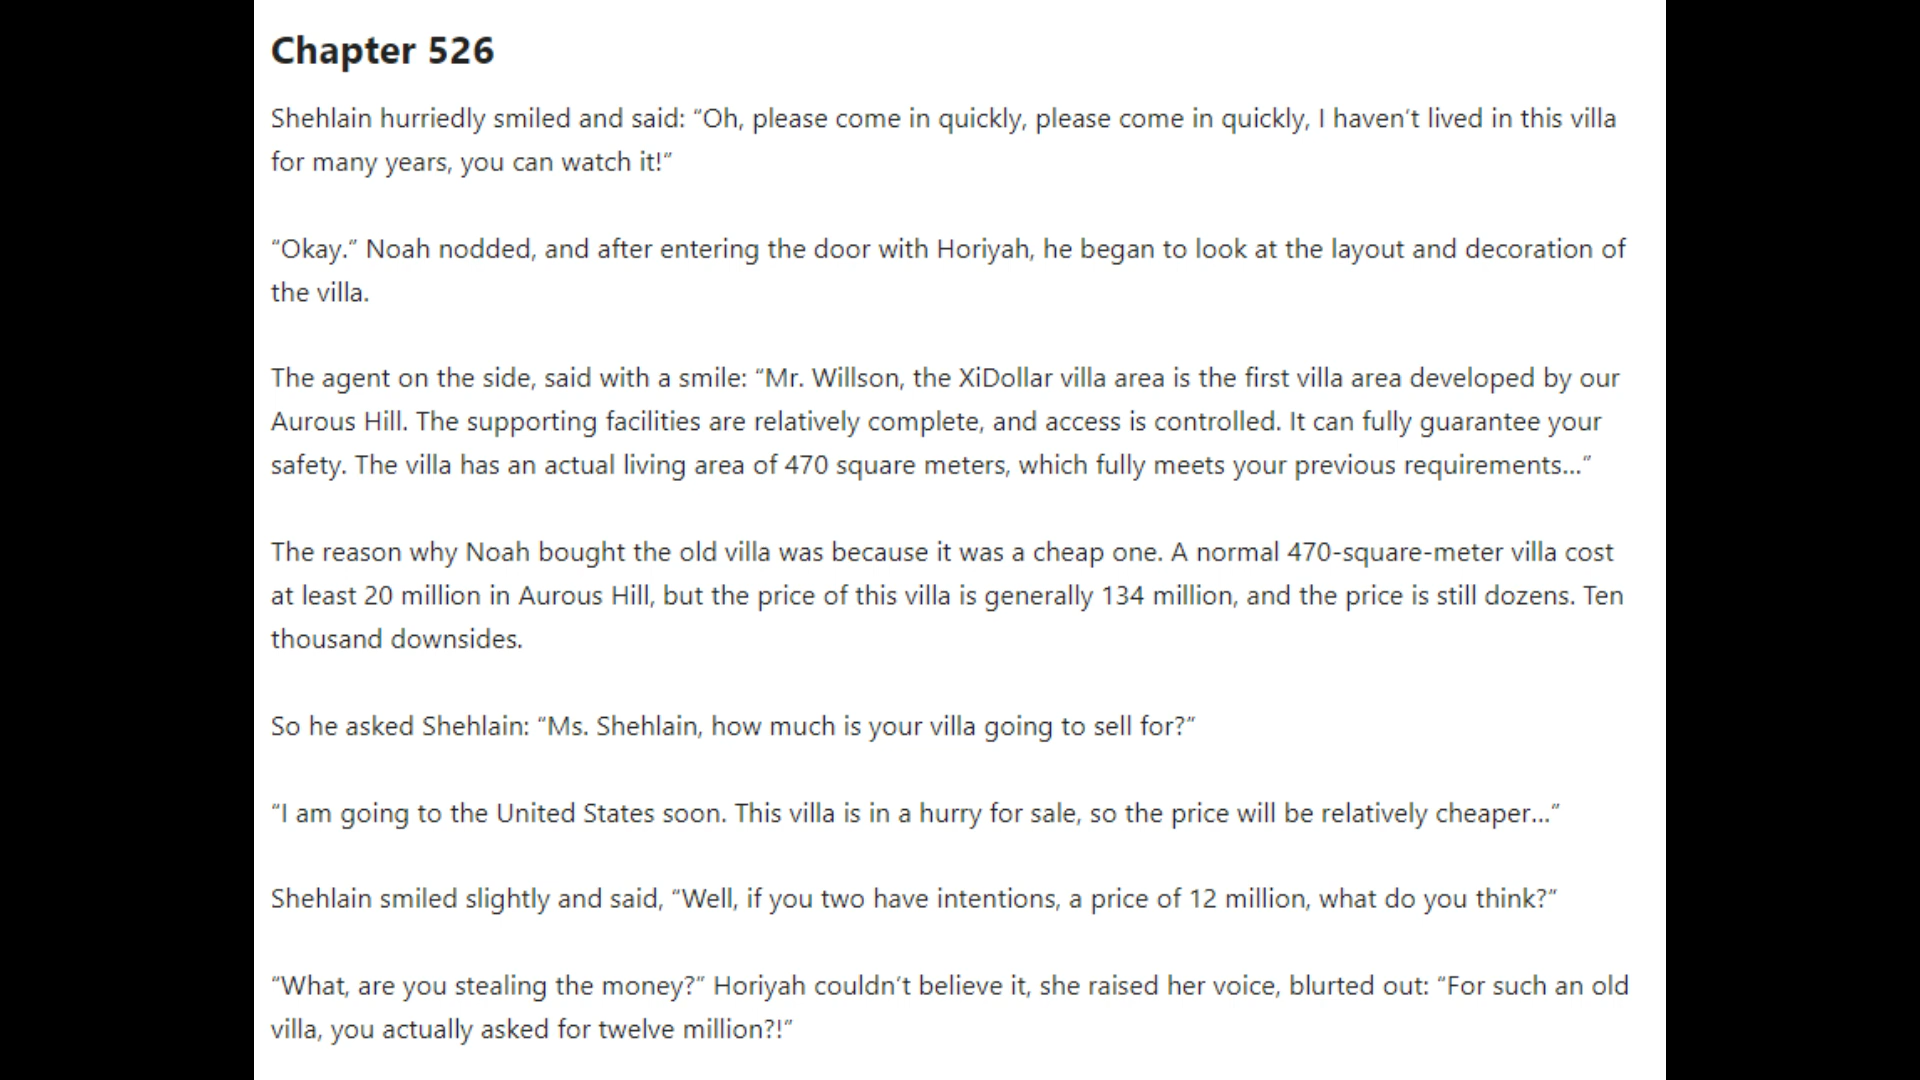 Chapter 526
Shehlain hurriedly smiled and said: “Oh, please come in quickly, please come in quickly, I haven’t lived in this villa
for many years, you can watch it!”
“Okay.” Noah nodded, and after entering the door with Horiyah, he began to look at the layout and decoration of
the villa.
The agent on the side, said with a smile: “Mr. Willson, the XiDollar villa area is the first villa area developed by our
Aurous Hill. The supporting facilities are relatively complete, and access is controlled. It can fully guarantee your
safety. The villa has an actual living area of 470 square meters, which fully meets your previous requirements…”
The reason why Noah bought the old villa was because it was a cheap one. A normal 470-square-meter villa cost
at least 20 million in Aurous Hill, but the price of this villa is generally 134 million, and the price is still dozens. Ten
thousand downsides.
So he asked Shehlain: “Ms. Shehlain, how much is your villa going to sell for?”
“I am going to the United States soon. This villa is in a hurry for sale, so the price will be relatively cheaper…”
Shehlain smiled slightly and said, “Well, if you two have intentions, a price of 12 million, what do you think?”
“What, are you stealing the money?” Horiyah couldn’t believe it, she raised her voice, blurted out: “For such an old
villa, you actually asked for twelve million?!”